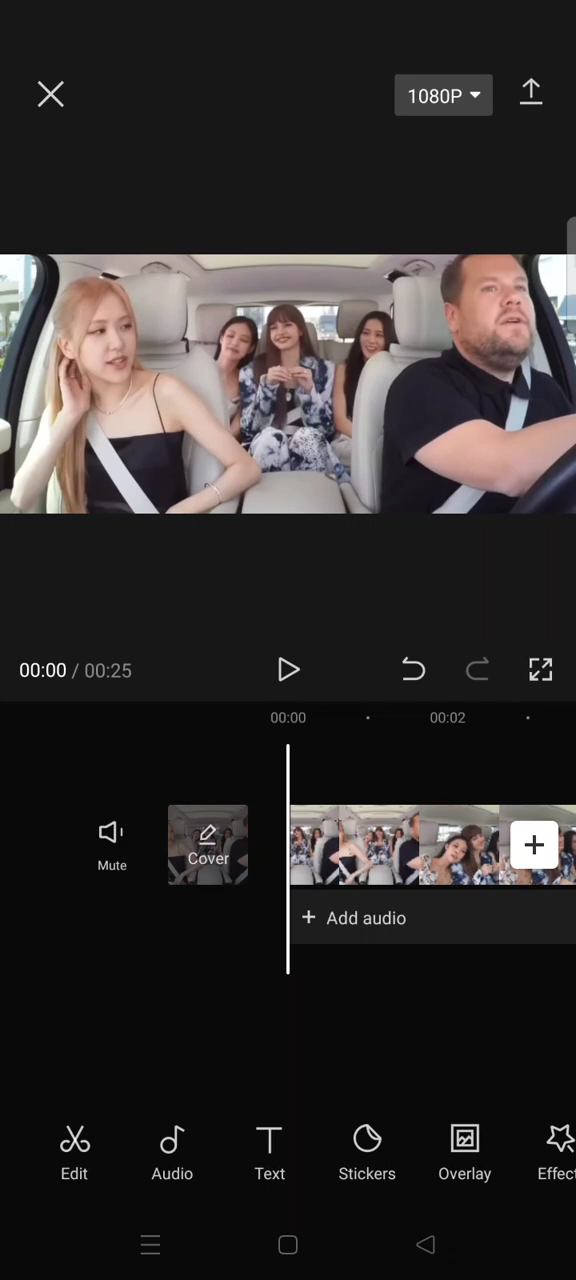 1080P
00:00 / 00:25
00:00
00:02
Mute
Cover
Add audio
Edit
Audio
Text
Stickers
Overlay
Effect